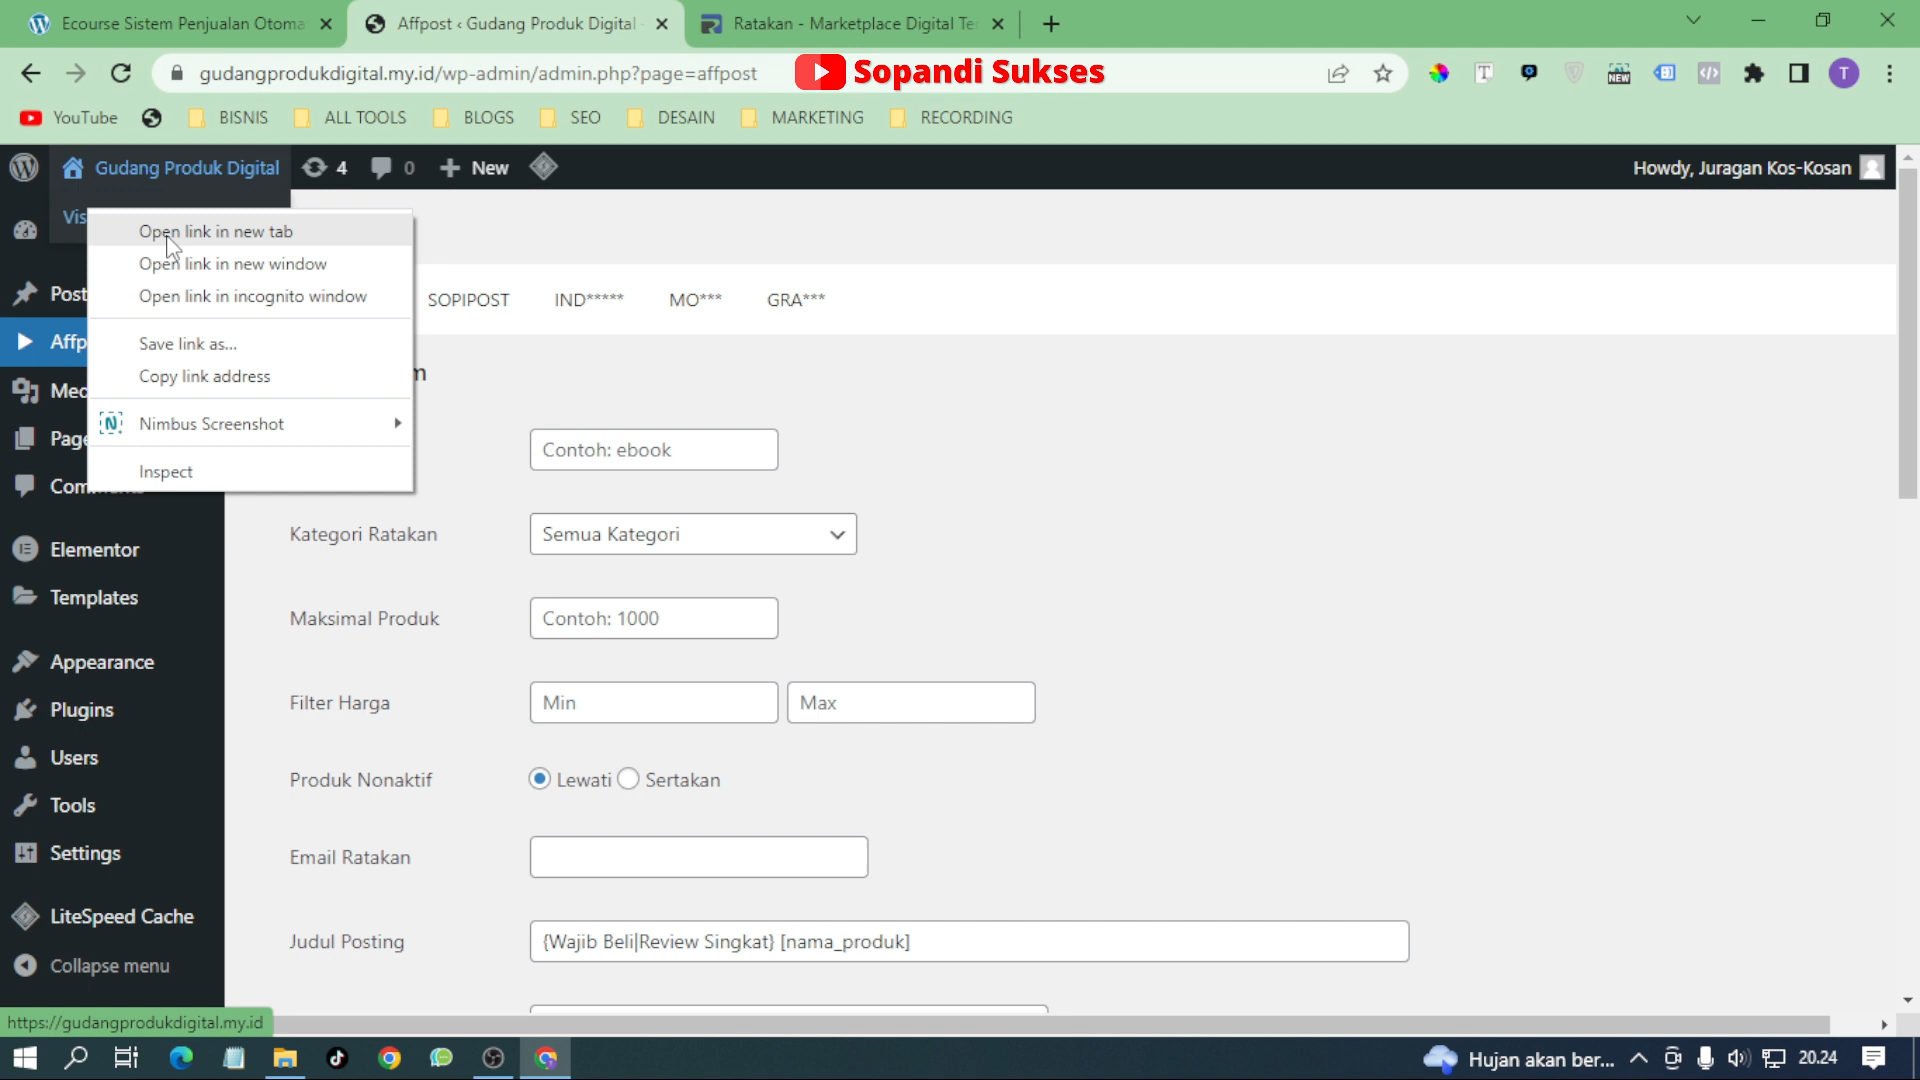 Ecourse Sistem Penjualan Otoma
Affpost ‹ Gudang Produk Digital
Ratakan - Marketplace Digital Te
gudangprodukdigital.my.id/wp-admin/admin.php?page=affpost
Sopandi Sukses
NEW
T
YouTube
BISNIS
ALL TOOLS
BLOGS
SEO
DESAIN
MARKETING
RECORDING
Gudang Produk Digital
4
0
New
Howdy, Juragan Kos-Kosan
Vis
Open link in new tab
Open link in new window
Open link in incognito window
Save link as...
Copy link address
Nimbus Screenshot
Inspect
Post
Affp
Med
Page
Comments
Elementor
Templates
Appearance
Plugins
Users
Tools
Settings
LiteSpeed Cache
Collapse menu
SOPIPOST
IND*****
MO***
GRA***
m
Contoh: ebook
Kategori Ratakan
Semua Kategori
Maksimal Produk
Contoh: 1000
Filter Harga
Min
Max
Produk Nonaktif
Lewati
Sertakan
Email Ratakan
Judul Posting
{Wajib Beli|Review Singkat} [nama_produk]
https://gudangprodukdigital.my.id
Hujan akan ber...
20.24